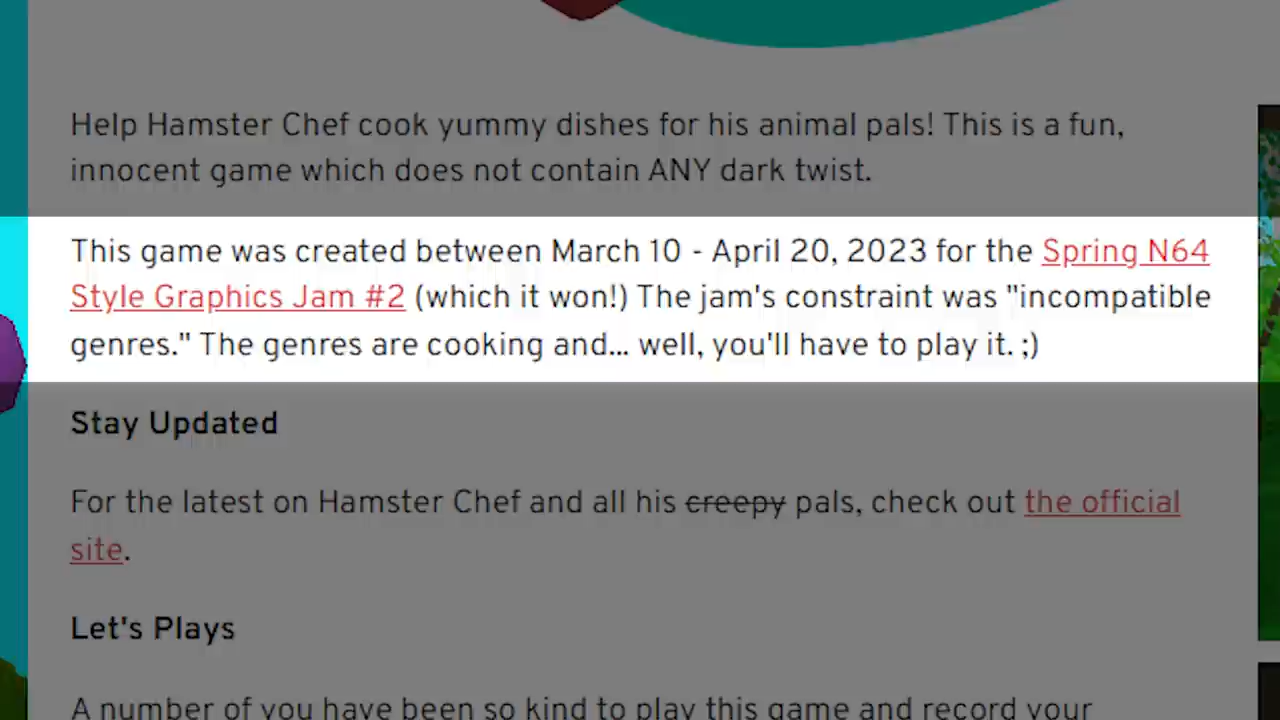 Help Hamster Chef cook yummy dishes for his animal pals! This is a fun,
innocent game which does not contain ANY dark twist.
This game was created between March 10 - April 20, 2023 for the Spring N64
Style Graphics Jam #2 (which it won!) The jam's constraint was "incompatible
genres." The genres are cooking and... well, you'll have to play it. ;)
Stay Updated
For the latest on Hamster Chef and all his creepy pals, check out the official
site.
Let's Plays
A number of you have been so kind to play this game and record your